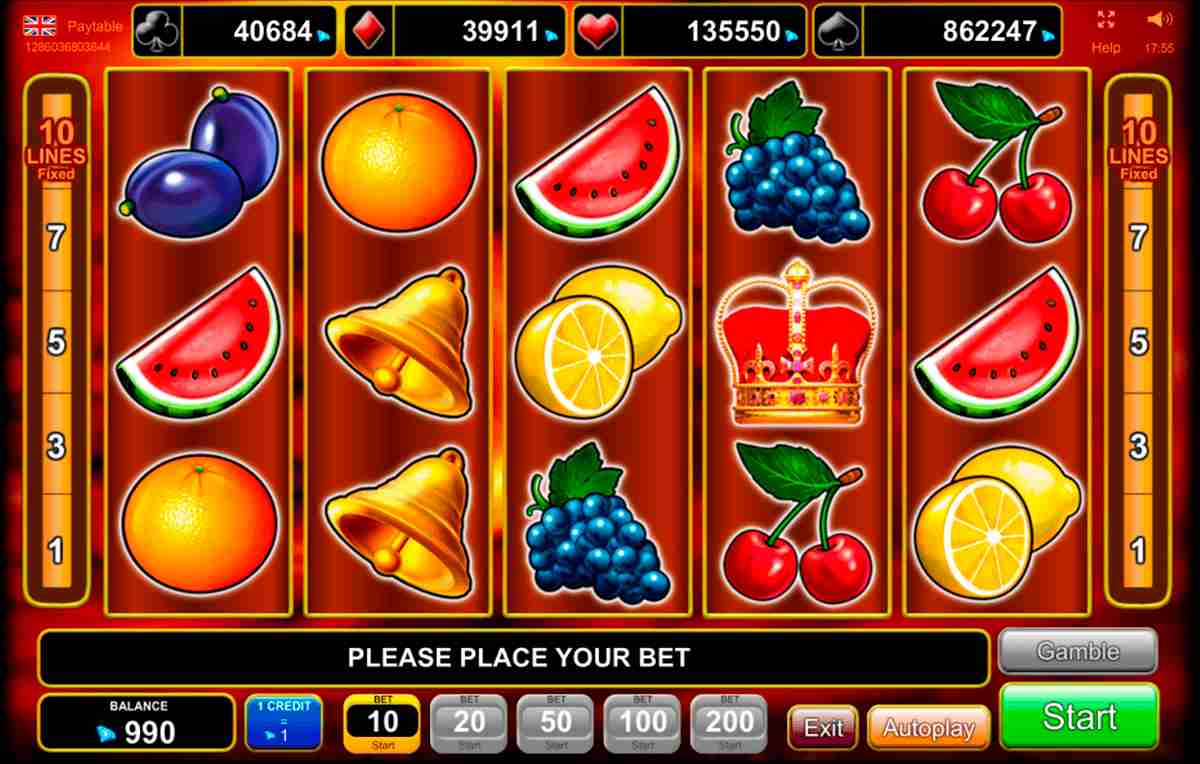 Paytable
1286036803644
40684
39911
135550
862247
Help
17:55
10
LINES
Fixed
7
5
3
1
10
LINES
Fixed
7
5
3
1
PLEASE PLACE YOUR BET
Gamble
BALANCE
990
1 CREDIT
=
1
BET
10
Start
BET
20
Start
BET
50
Start
BET
100
Start
BET
200
Start
Exit
Autoplay
Start